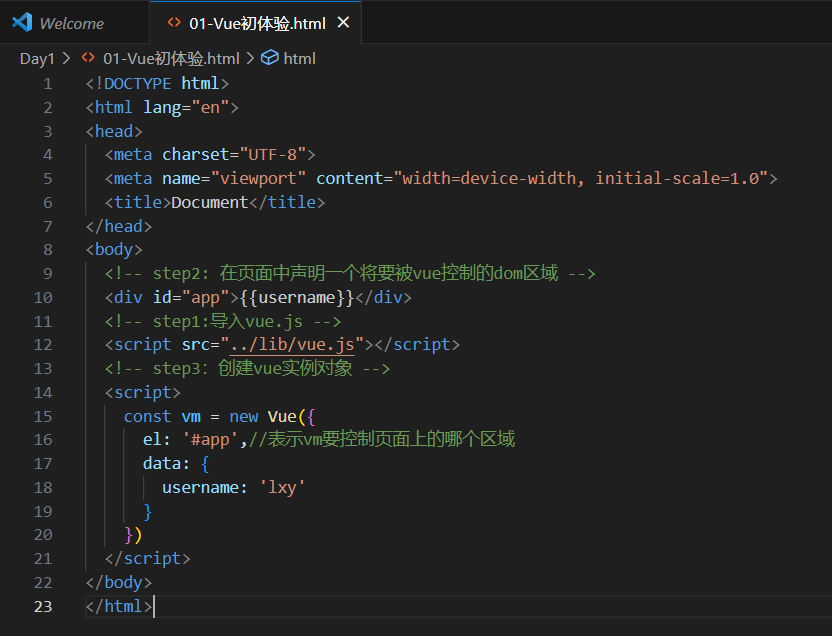 Welcome
01-Vue初体验.html
Day1 > 01-Vue初体验.html > html
1 <!DOCTYPE html>
2 <html lang="en">
3 <head>
4 <meta charset="UTF-8">
5 <meta name="viewport" content="width=device-width, initial-scale=1.0">
6 <title>Document</title>
7 </head>
8 <body>
9 <!-- step2: 在页面中声明一个将要被vue控制的dom区域 -->
10 <div id="app">{{username}}</div>
11 <!-- step1:导入vue.js -->
12 <script src="../lib/vue.js"></script>
13 <!-- step3: 创建vue实例对象 -->
14 <script>
15 const vm = new Vue({
16 el: '#app',//表示vm要控制页面上的哪个区域
17 data: {
18 username: 'lxy'
19 }
20 })
21 </script>
22 </body>
23 </html>